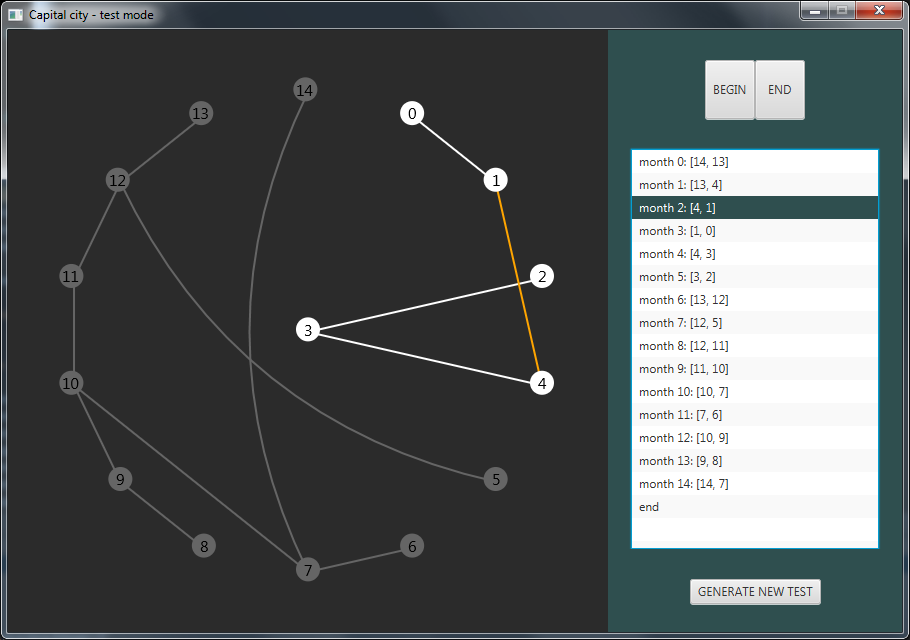 Capital city - test mode
14
13
0
12
1
11
2
3
10
4
9
5
8
6
7
BEGIN
END
month 0: [14, 13]
month 1: [13, 4]
month 2: [4, 1]
month 3: [1, 0]
month 4: [4, 3]
month 5: [3, 2]
month 6: [13, 12]
month 7: [12, 5]
month 8: [12, 11]
month 9: [11, 10]
month 10: [10, 7]
month 11: [7, 6]
month 12: [10, 9]
month 13: [9, 8]
month 14: [14, 7]
end
GENERATE NEW TEST